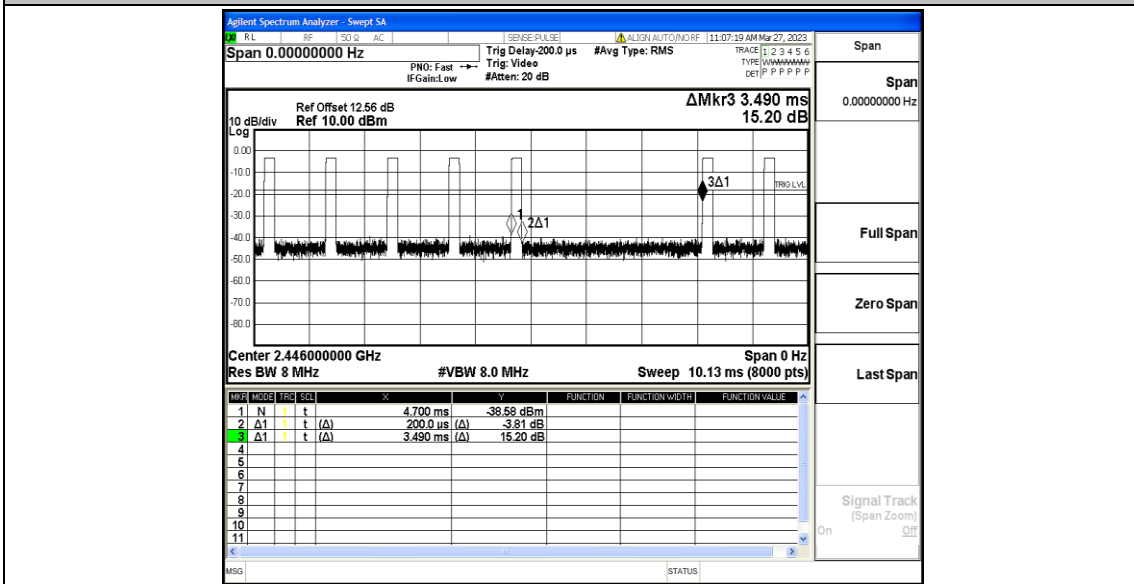 Agilent Spectrum Analyzer - Swept SA
RL RF 50 Ω AC SENSE:PULSE ALIGN AUTO/NO RF 11:07:19 AM Mar 27, 2023
Span 0.00000000 Hz
PNO: Fast
IFGain:Low
Trig Delay-200.0 µs
Trig: Video
#Atten: 20 dB
#Avg Type: RMS
TRACE 1 2 3 4 5 6
TYPE
DET P P P P P P
Ref Offset 12.56 dB
10 dB/div Ref 10.00 dBm
Log
ΔMkr3 3.490 ms
15.20 dB
0.00
-10.0
-20.0
-30.0
-40.0
-50.0
-60.0
-70.0
-80.0
1
2Δ1
3Δ1
TRIG LVL
Center 2.446000000 GHz Span 0 Hz
Res BW 8 MHz #VBW 8.0 MHz Sweep 10.13 ms (8000 pts)
MKR MODE TRC SCL X Y FUNCTION FUNCTION WIDTH FUNCTION VALUE
1 N 1 t 4.700 ms -38.58 dBm
2 Δ1 1 t (Δ) 200.0 µs (Δ) -3.81 dB
3 Δ1 1 t (Δ) 3.490 ms (Δ) 15.20 dB
4
5
6
7
8
9
10
11
MSG STATUS
Span
Span
0.00000000 Hz
Full Span
Zero Span
Last Span
Signal Track
(Span Zoom)
On Off